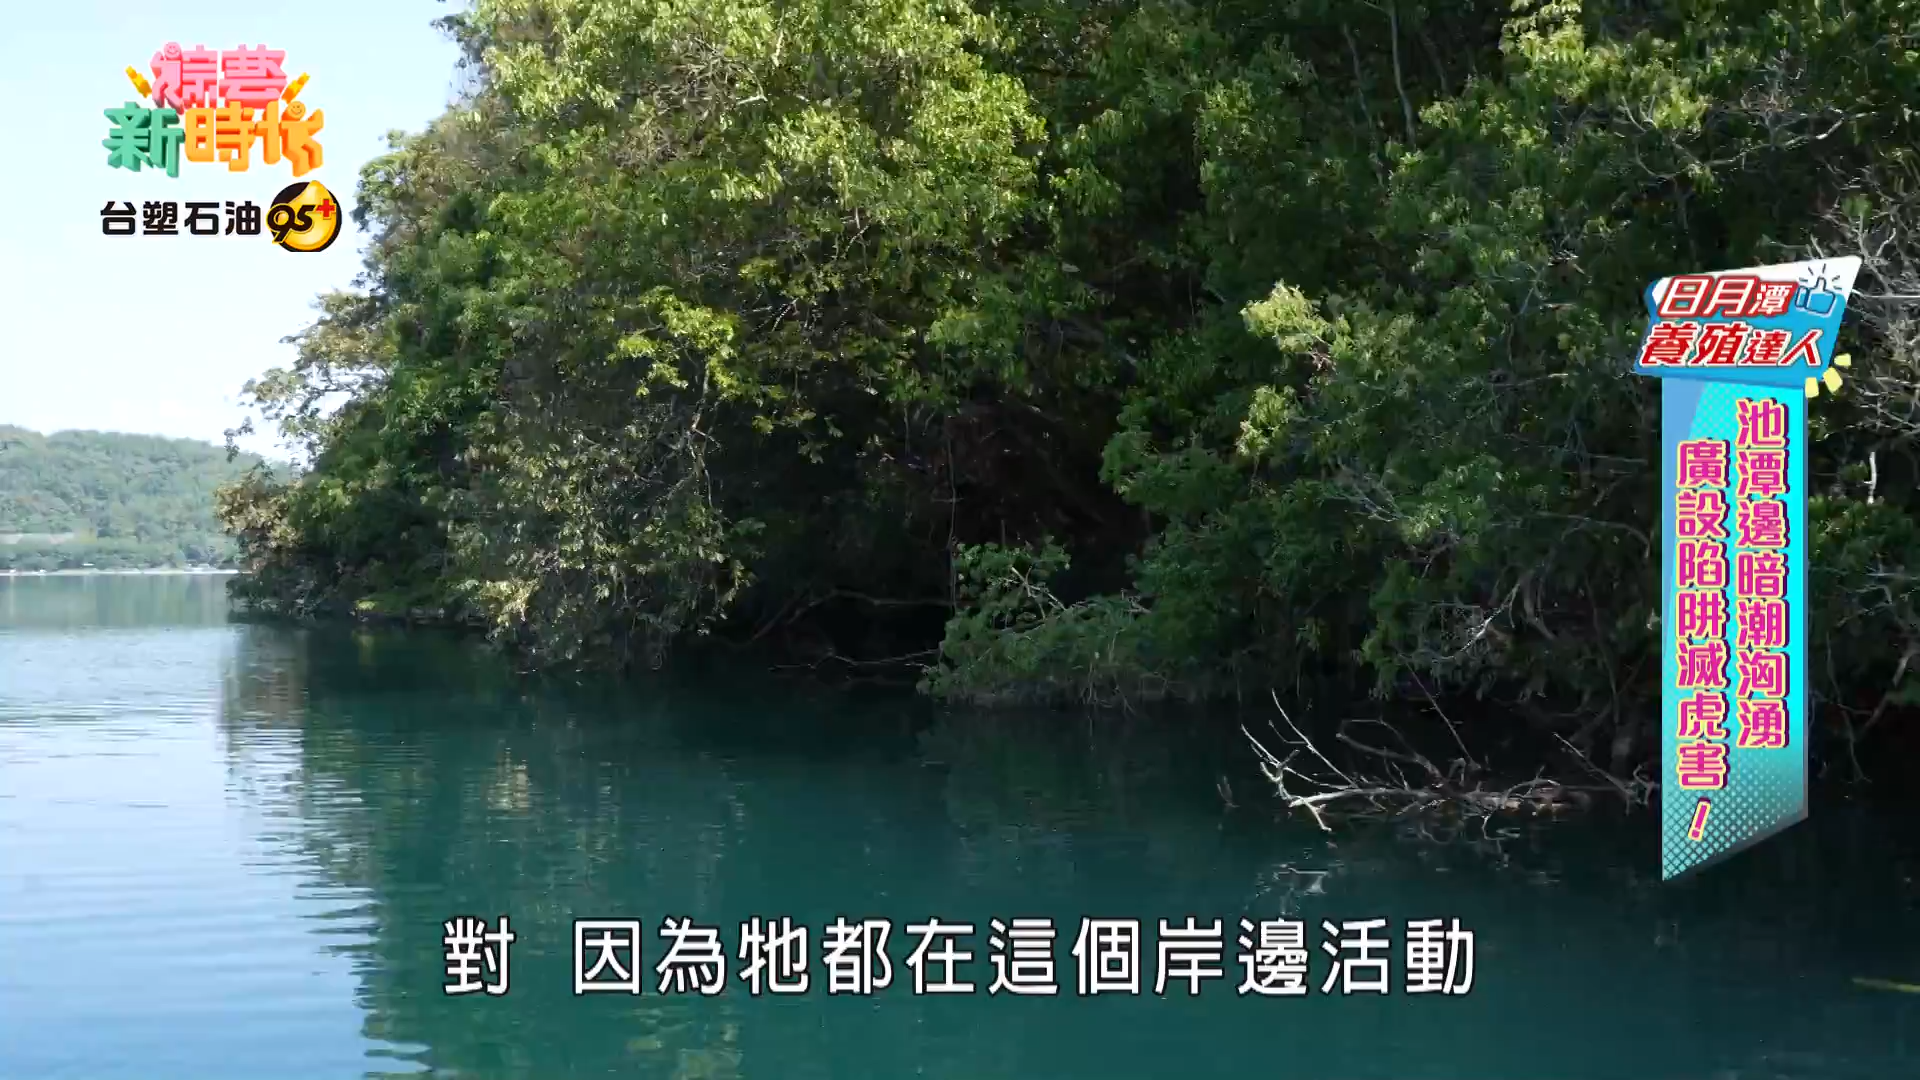 綜藝
新時代
台塑石油95+
日月潭
養殖達人
池潭邊暗潮洶湧
廣設陷阱滅虎害！
對 因為牠都在這個岸邊活動